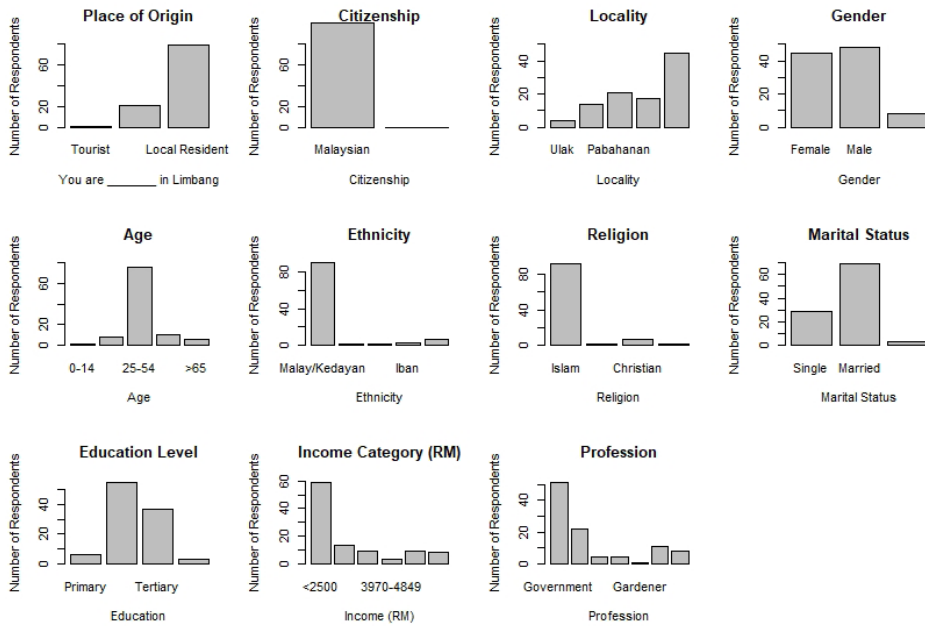 Place of Origin
Number of Respondents
0
20
60
Tourist
Local Resident
You are _______ in Limbang
Citizenship
Number of Respondents
0
20
60
Malaysian
Citizenship
Locality
Number of Respondents
0
20
40
Ulak
Pabahanan
Locality
Gender
Number of Respondents
0
20
40
Female
Male
Gender
Age
Number of Respondents
0
20
60
0-14
25-54
>65
Age
Ethnicity
Number of Respondents
0
40
80
Malay/Kedayan
Iban
Ethnicity
Religion
Number of Respondents
0
40
80
Islam
Christian
Religion
Marital Status
Number of Respondents
0
20
40
60
Single
Married
Marital Status
Education Level
Number of Respondents
0
20
40
Primary
Tertiary
Education
Income Category (RM)
Number of Respondents
0
20
40
60
<2500
3970-4849
Income (RM)
Profession
Number of Respondents
0
20
40
Government
Gardener
Profession